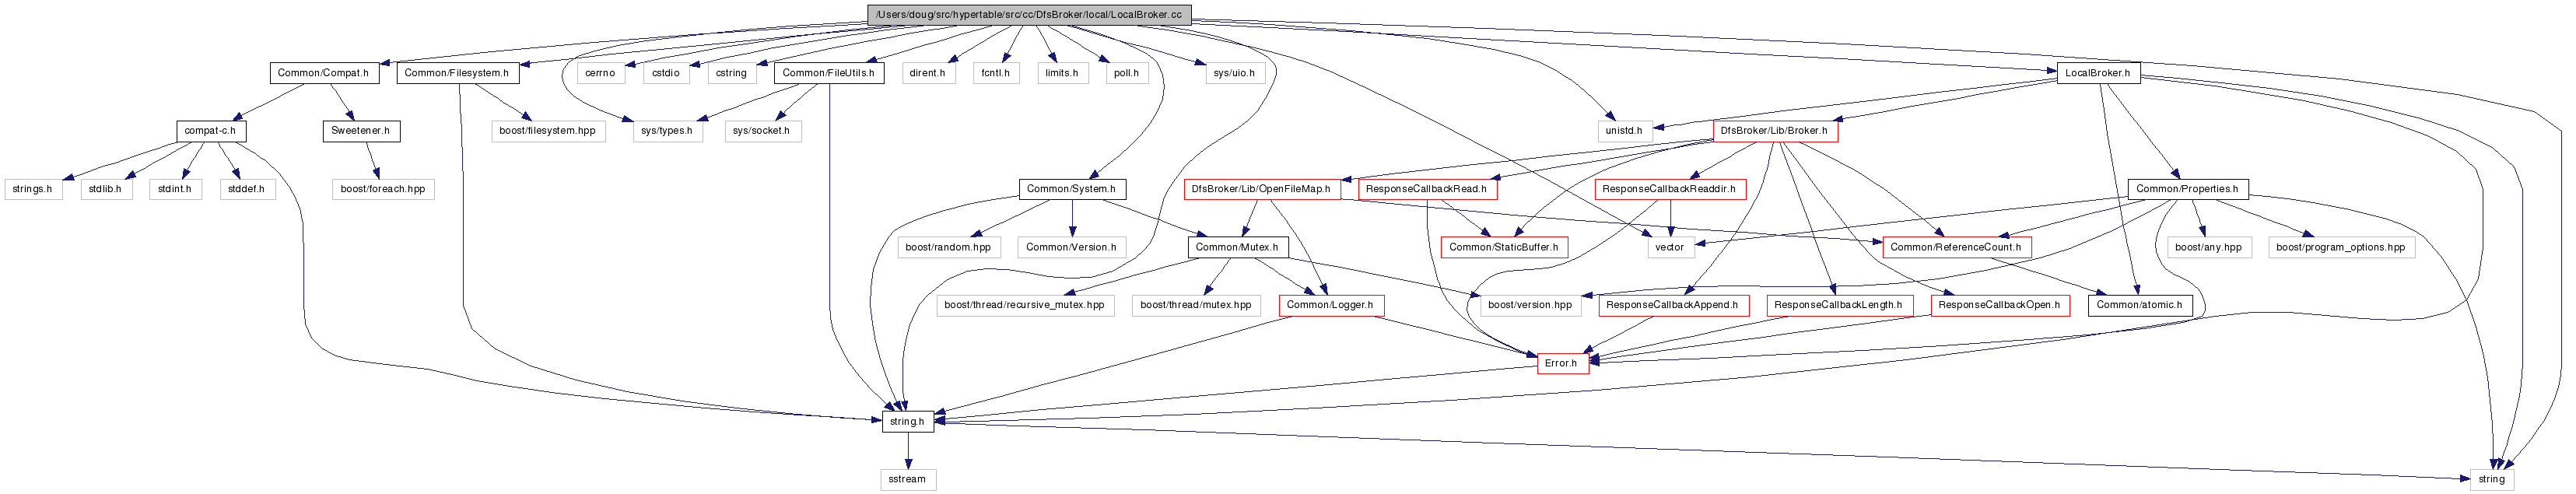 /Users/doug/src/hypertable/src/cc/DfsBroker/local/LocalBroker.cc
Common/Compat.h
Common/Filesystem.h
cerrno
cstdio
cstring
Common/FileUtils.h
dirent.h
fcntl.h
limits.h
poll.h
sys/uio.h
LocalBroker.h
compat-c.h
Sweetener.h
boost/filesystem.hpp
sys/types.h
sys/socket.h
unistd.h
DfsBroker/Lib/Broker.h
strings.h
stdlib.h
stdint.h
stddef.h
boost/foreach.hpp
Common/System.h
DfsBroker/Lib/OpenFileMap.h
ResponseCallbackRead.h
ResponseCallbackReaddir.h
Common/Properties.h
boost/random.hpp
Common/Version.h
Common/Mutex.h
Common/StaticBuffer.h
vector
Common/ReferenceCount.h
boost/any.hpp
boost/program_options.hpp
boost/thread/recursive_mutex.hpp
boost/thread/mutex.hpp
Common/Logger.h
boost/version.hpp
ResponseCallbackAppend.h
ResponseCallbackLength.h
ResponseCallbackOpen.h
Common/atomic.h
Error.h
string.h
sstream
string